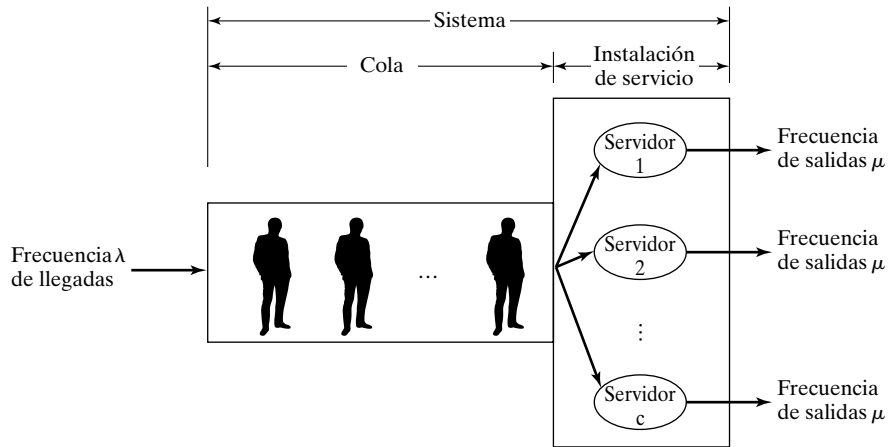 Sistema
Cola
Instalación
de servicio
Servidor
1
Frecuencia
de salidas μ
Frecuencia λ
de llegadas
...
Servidor
2
Frecuencia
de salidas μ
⋮
Servidor
c
Frecuencia
de salidas μ